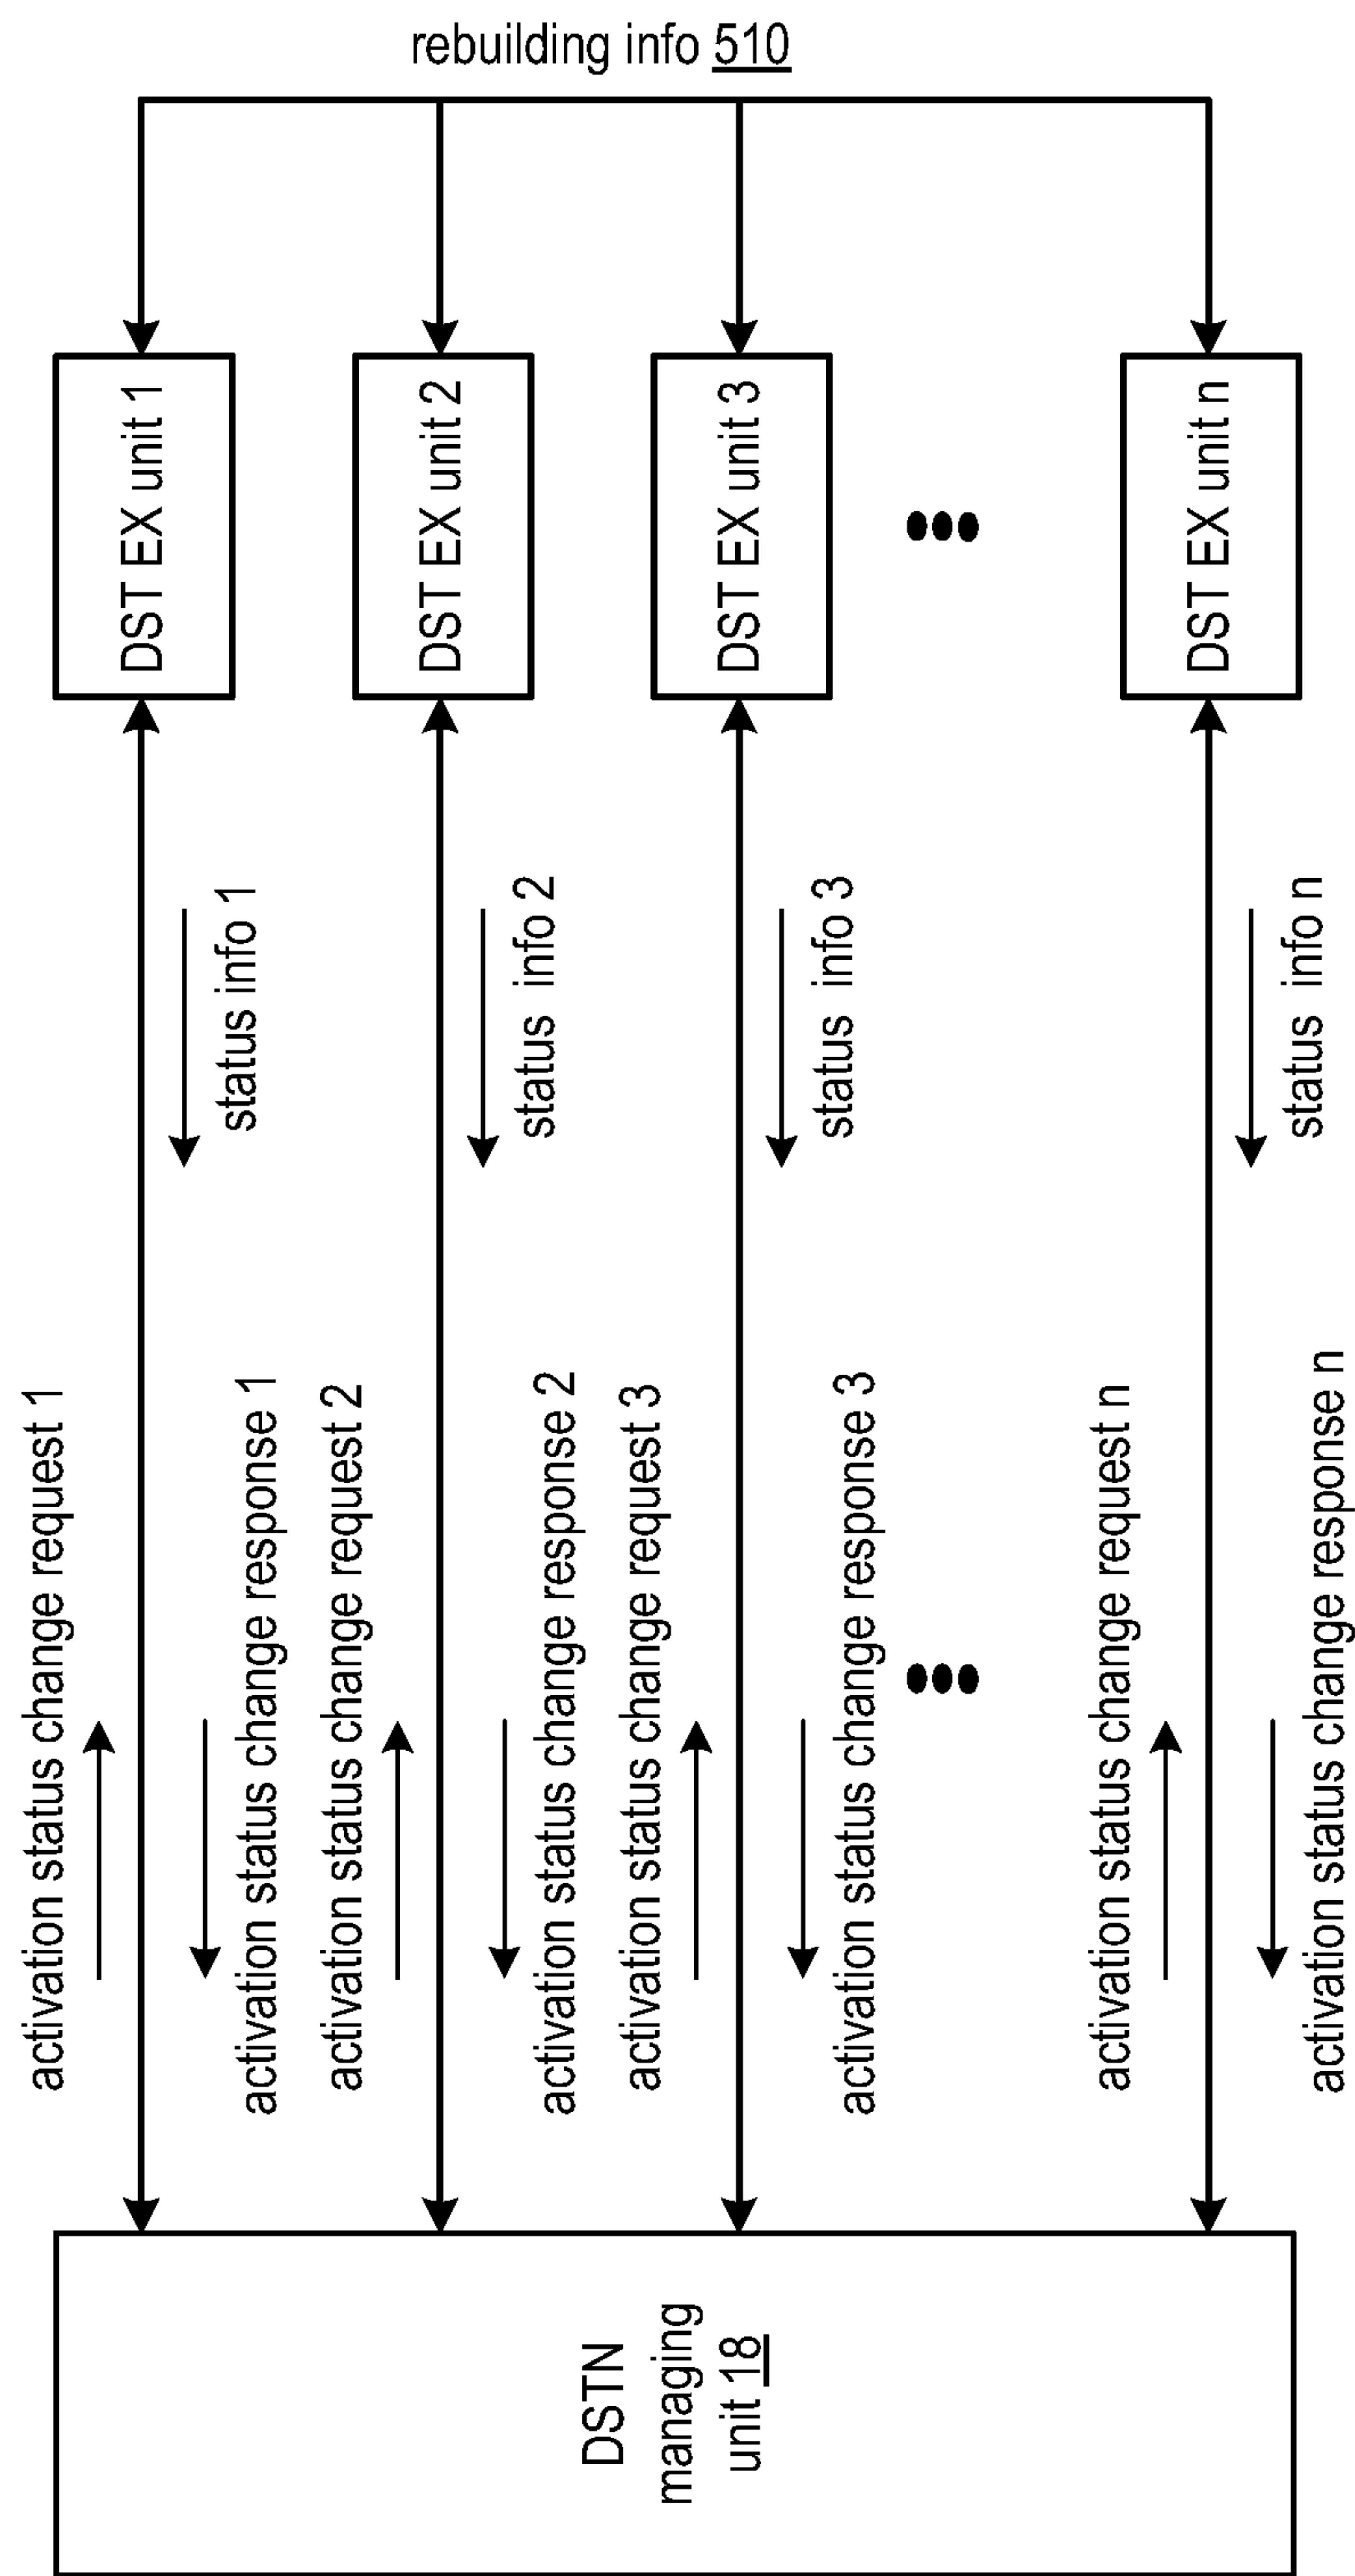 rebuilding info 510
DST EX unit 1
DST EX unit 2
DST EX unit 3
DST EX unit n
status info 1
status info 2
status info 3
status info n
activation status change request 1
activation status change response 1
activation status change request 2
activation status change response 2
activation status change request 3
activation status change response 3
activation status change request n
activation status change response n
DSTN
managing
unit 18